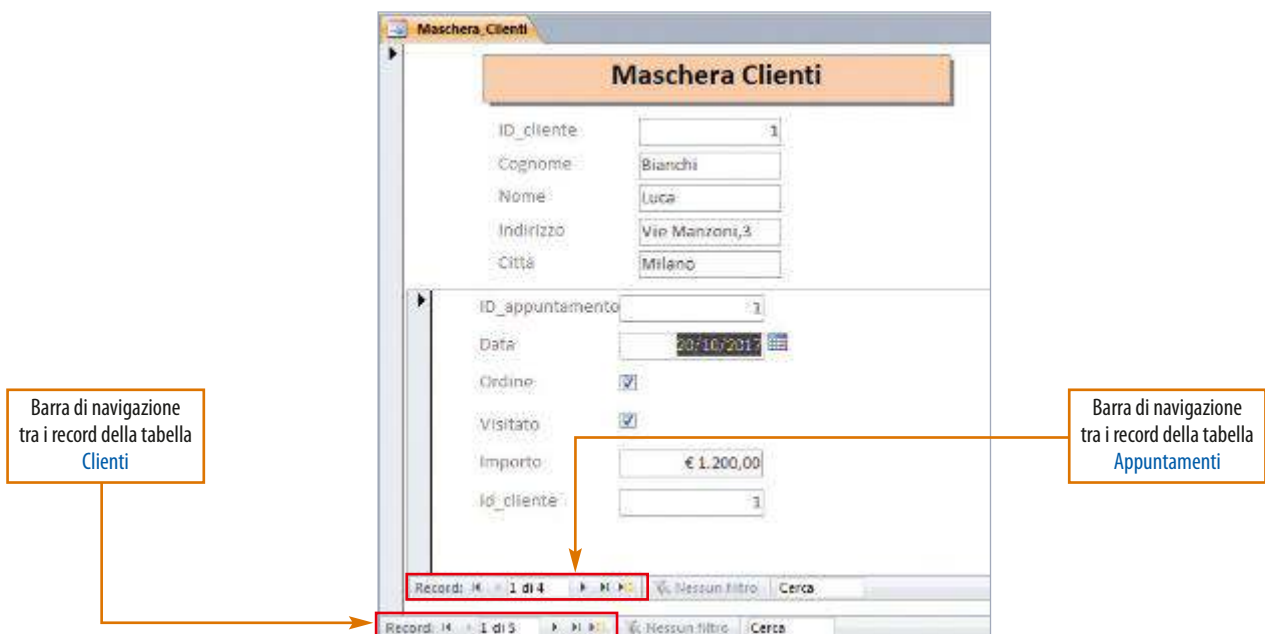 Maschera_Clienti
Maschera Clienti
ID_cliente 1
Cognome Bianchi
Nome Luca
Indirizzo Vie Manzoni,3
Città Milano
ID_appuntamento 1
Data 20/10/2017
Ordine
Visitato
Importo € 1.200,00
Id_cliente 1
Barra di navigazione
tra i record della tabella
Clienti
Barra di navigazione
tra i record della tabella
Appuntamenti
Record: 1 di 4 Nessun filtro Cerca
Record: 1 di 5 Nessun filtro Cerca